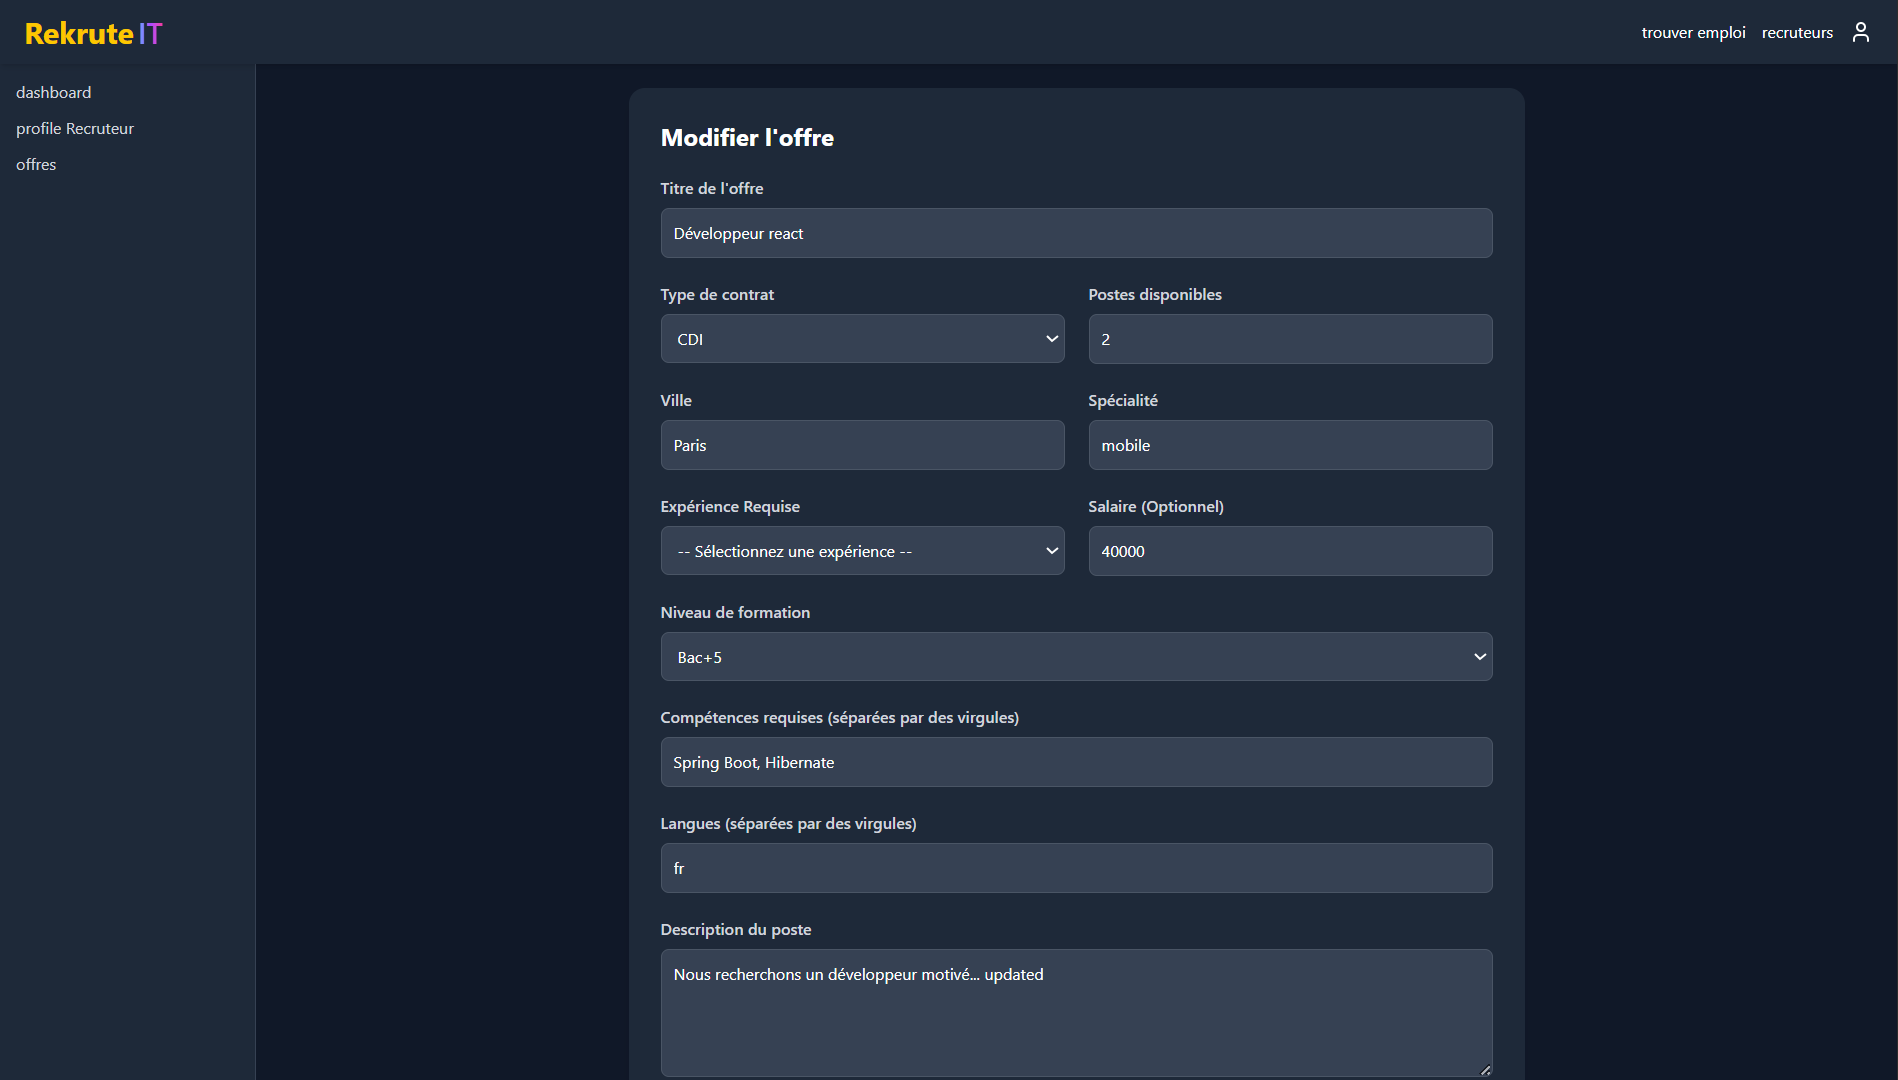 Rekrute IT
trouver emploi recruteurs
dashboard
profile Recruteur
offres
Modifier l'offre
Titre de l'offre
Développeur react
Type de contrat
CDI
Postes disponibles
2
Ville
Paris
Spécialité
mobile
Expérience Requise
-- Sélectionnez une expérience --
Salaire (Optionnel)
40000
Niveau de formation
Bac+5
Compétences requises (séparées par des virgules)
Spring Boot, Hibernate
Langues (séparées par des virgules)
fr
Description du poste
Nous recherchons un développeur motivé... updated